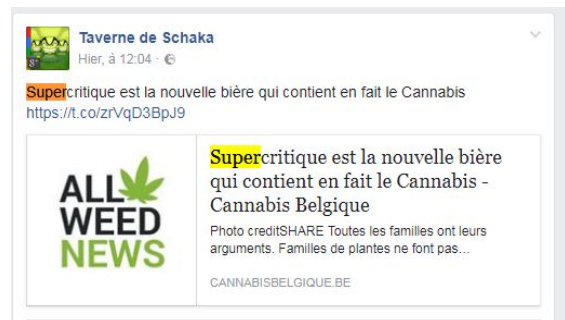 Taverne de Schaka
Hier, à 12:04 ·
Supercritique est la nouvelle bière qui contient en fait le Cannabis
https://t.co/zrVqD3BpJ9
ALL
WEED
NEWS
Supercritique est la nouvelle bière
qui contient en fait le Cannabis -
Cannabis Belgique
Photo creditSHARE Toutes les familles ont leurs
arguments. Familles de plantes ne font pas...
CANNABISBELGIQUE.BE